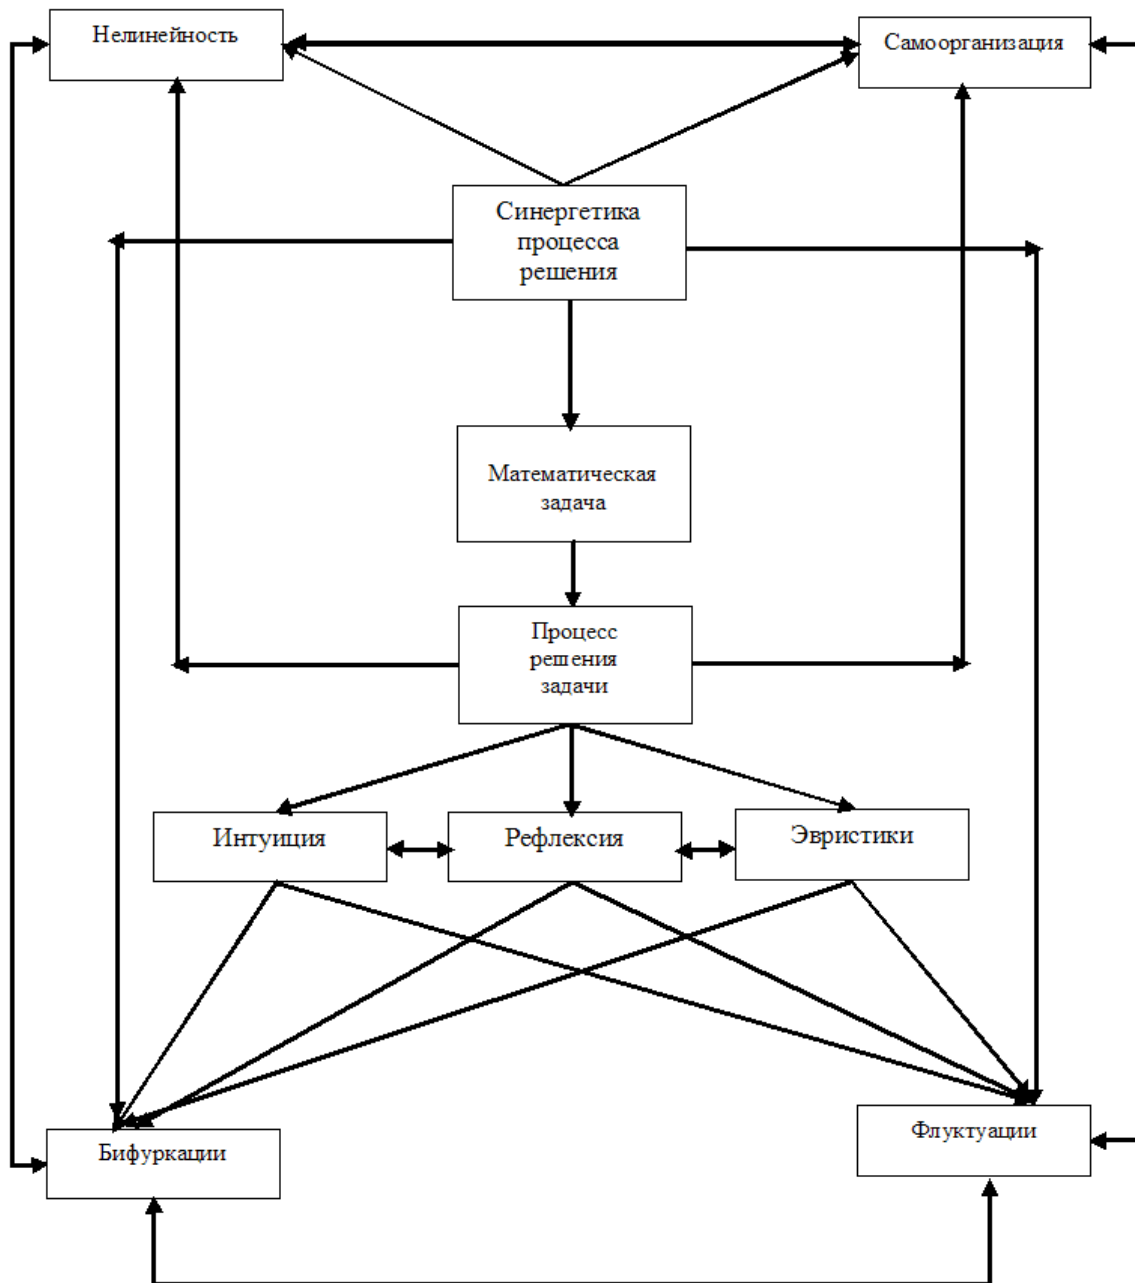 Нелинейность
Самоорганизация
Синергетика
процесса
решения
Математическая
задача
Процесс
решения
задачи
Интуиция
Рефлексия
Эвристики
Бифуркации
Флуктуации